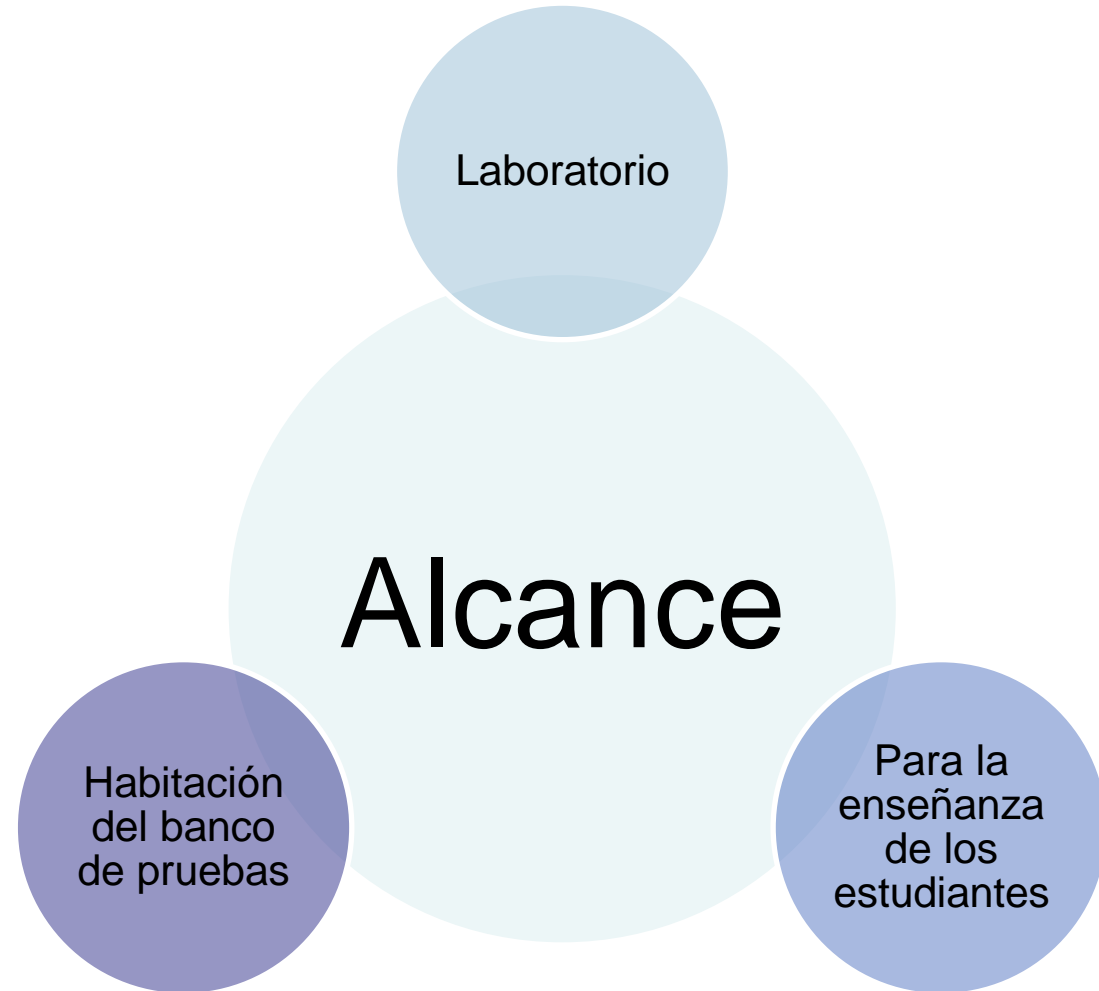 Laboratorio
Alcance
Habitación
del banco
de pruebas
Para la
enseñanza
de los
estudiantes